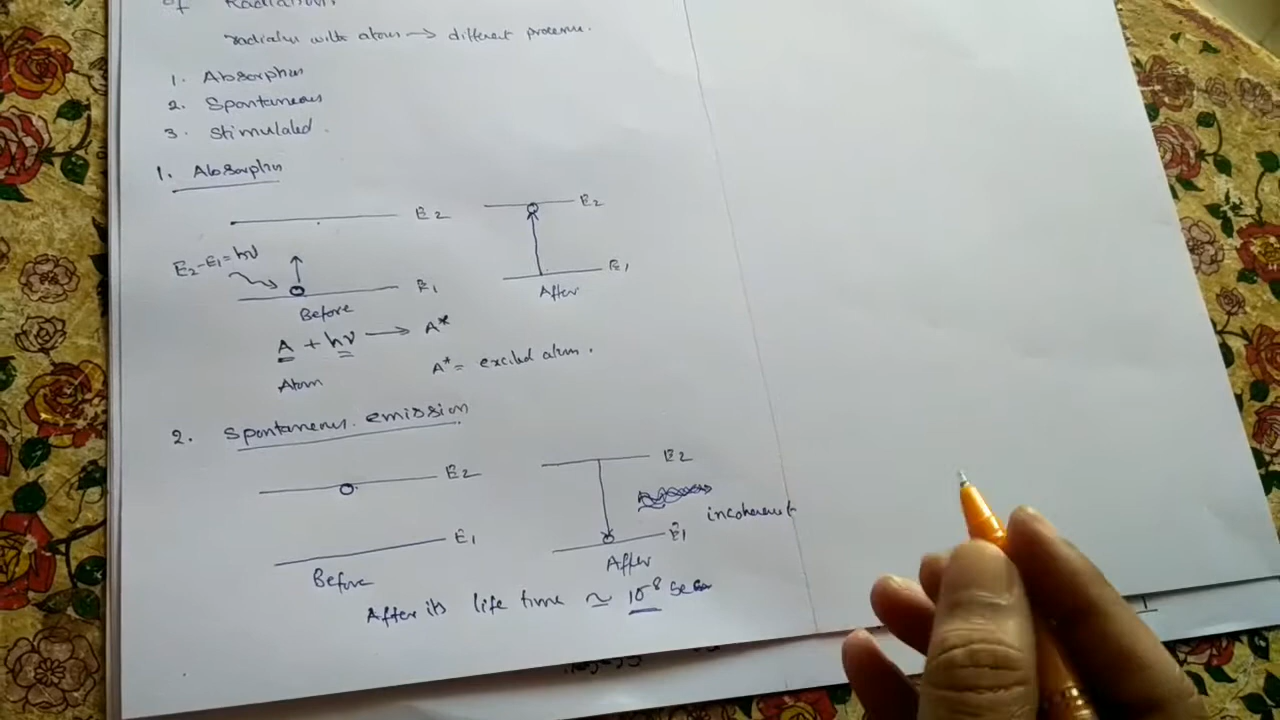 of Radiation.
radiation with atom → different process.
1. Absorption
2. Spontaneous
3. Stimulated.
1. Absorption
E2
E2
E2-E1=hν
E1
E1
Before
After
A + hν → A*
Atom
A* = excited atom.
2. Spontaneous emission
E2
E2
incoherent
E1
E1
Before
After
After its life time ≃ 10-8 Sec